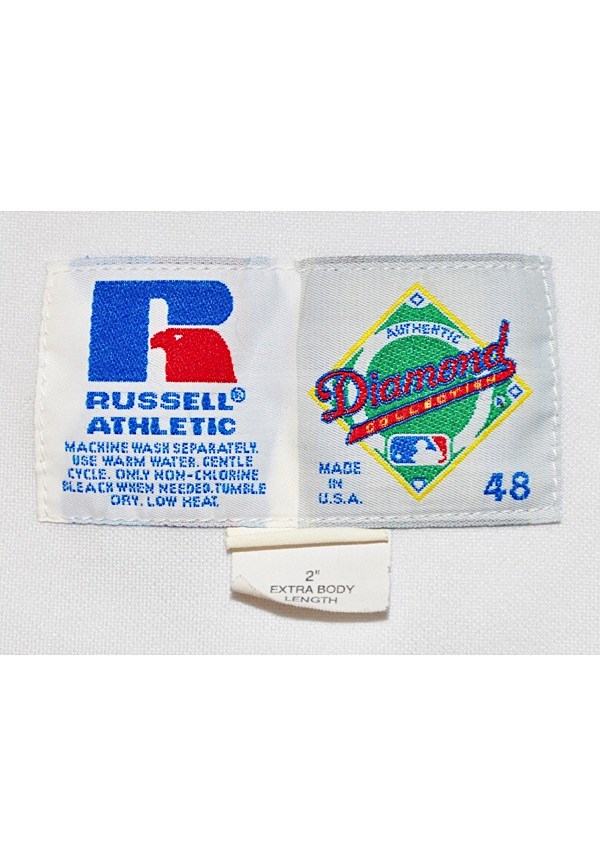 RUSSELL®
ATHLETIC
MACHINE WASH SEPARATELY.
USE WARM WATER. GENTLE
CYCLE. ONLY NON-CHLORINE
BLEACH WHEN NEEDED. TUMBLE
DRY. LOW HEAT.
AUTHENTIC
Diamond
COLLECTION
MADE
IN
U.S.A.
48
2"
EXTRA BODY
LENGTH